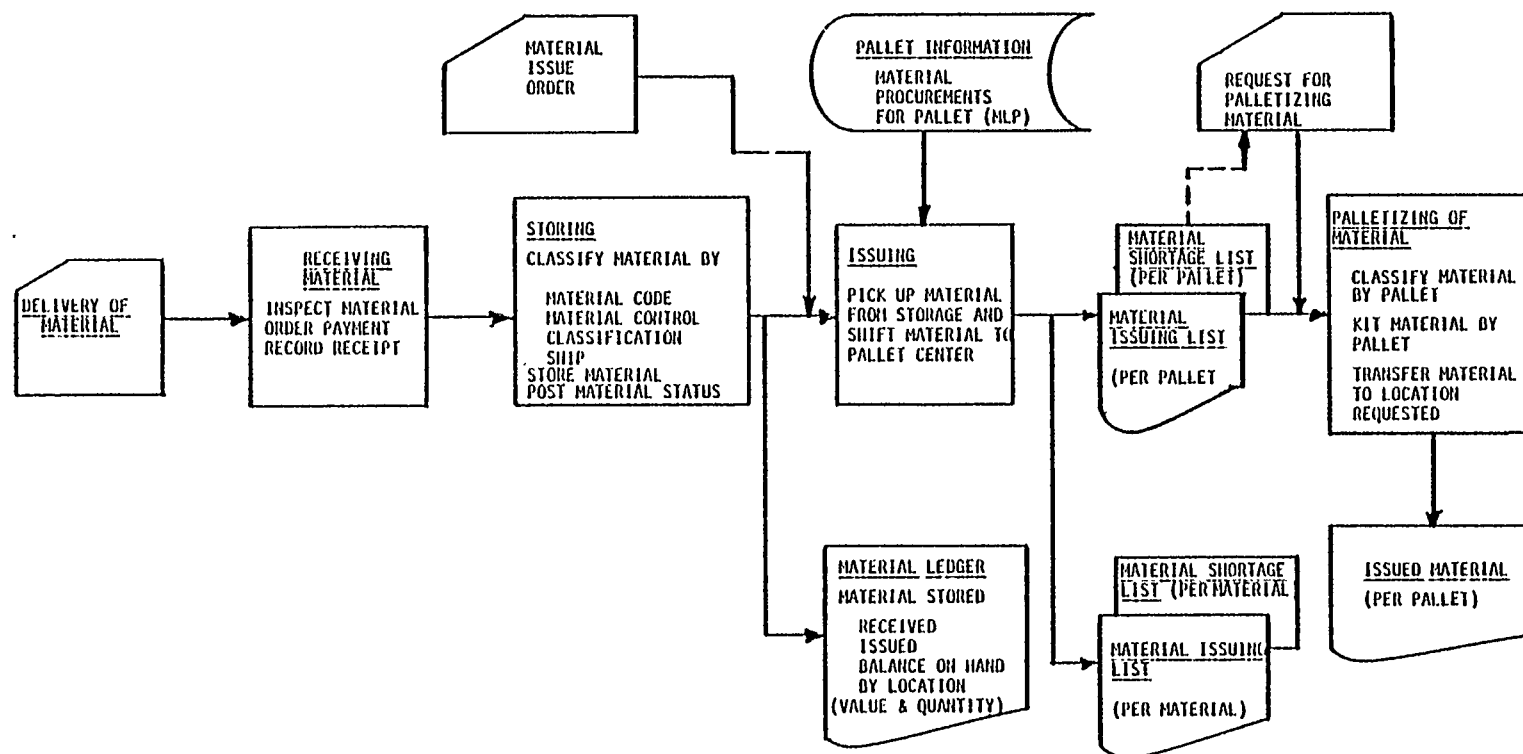 MATERIAL
ISSUE
ORDER
PALLET INFORMATION
MATERIAL
PROCUREMENTS
FOR PALLET (MLP)
REQUEST FOR
PALLETIZING
MATERIAL
DELIVERY OF
MATERIAL
RECEIVING
MATERIAL
INSPECT MATERIAL
ORDER PAYMENT
RECORD RECEIPT
STORING
CLASSIFY MATERIAL BY
MATERIAL CODE
MATERIAL CONTROL
CLASSIFICATION
SHIP
STORE MATERIAL
POST MATERIAL STATUS
ISSUING
PICK UP MATERIAL
FROM STORAGE AND
SHIFT MATERIAL TO
PALLET CENTER
MATERIAL
SHORTAGE LIST
(PER PALLET)
MATERIAL
ISSUING LIST
(PER PALLET
PALLETIZING OF
MATERIAL
CLASSIFY MATERIAL
BY PALLET
KIT MATERIAL BY
PALLET
TRANSFER MATERIAL
TO LOCATION
REQUESTED
MATERIAL LEDGER
MATERIAL STORED
RECEIVED
ISSUED
BALANCE ON HAND
BY LOCATION
(VALUE & QUANTITY)
MATERIAL SHORTAGE
LIST (PER MATERIAL
MATERIAL ISSUING
LIST
(PER MATERIAL)
ISSUED MATERIAL
(PER PALLET)